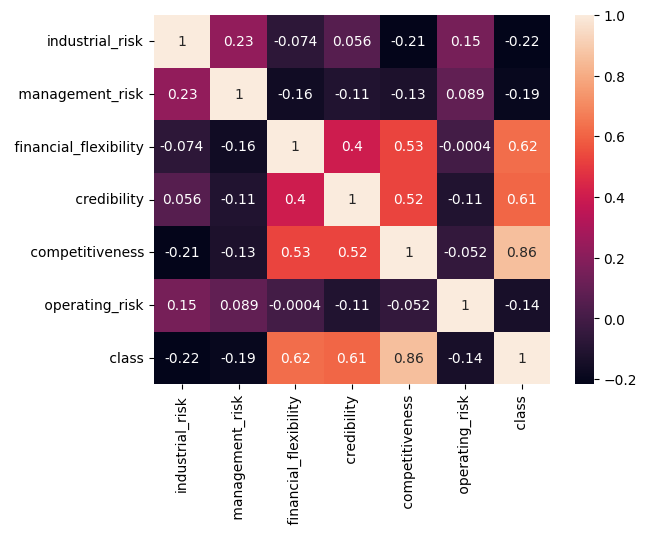 industrial_risk 1 0.23 -0.074 0.056 -0.21 0.15 -0.22
management_risk 0.23 1 -0.16 -0.11 -0.13 0.089 -0.19
financial_flexibility -0.074 -0.16 1 0.4 0.53 -0.0004 0.62
credibility 0.056 -0.11 0.4 1 0.52 -0.11 0.61
competitiveness -0.21 -0.13 0.53 0.52 1 -0.052 0.86
operating_risk 0.15 0.089 -0.0004 -0.11 -0.052 1 -0.14
class -0.22 -0.19 0.62 0.61 0.86 -0.14 1
industrial_risk
management_risk
financial_flexibility
credibility
competitiveness
operating_risk
class
1.0
0.8
0.6
0.4
0.2
0.0
−0.2